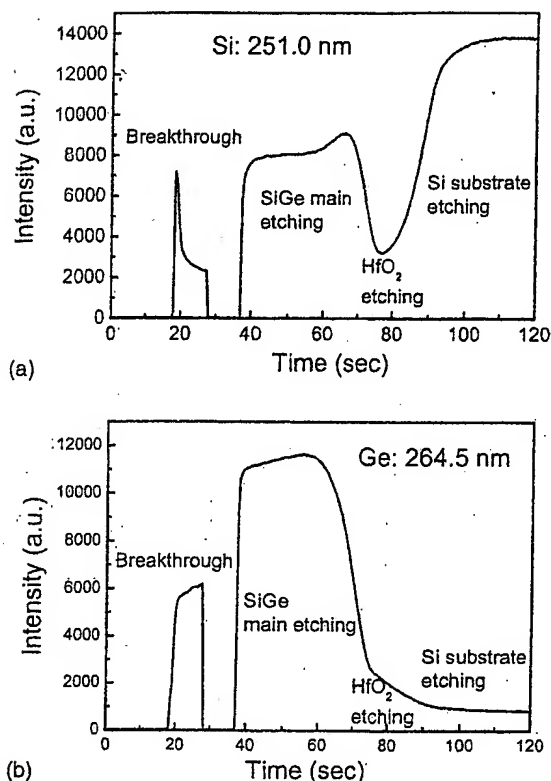 Si: 251.0 nm
14000
12000
10000
8000
6000
4000
2000
0
Intensity (a.u.)
Breakthrough
SiGe main
etching
HfO₂
etching
Si substrate
etching
0 20 40 60 80 100 120
Time (sec)
(a)
Ge: 264.5 nm
12000
10000
8000
6000
4000
2000
0
Intensity (a.u.)
Breakthrough
SiGe
main etching
HfO₂
etching
Si substrate
etching
0 20 40 60 80 100 120
Time (sec)
(b)